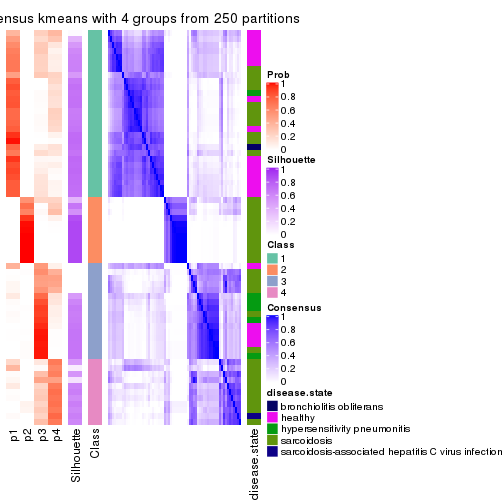 ensus kmeans with 4 groups from 250 partitions
Prob
1
0.8
0.6
0.4
0.2
0
Silhouette
1
0.8
0.6
0.4
0.2
0
Class
1
2
3
4
Consensus
1
0.8
0.6
0.4
0.2
0
disease.state
bronchiolitis obliterans
healthy
hypersensitivity pneumonitis
sarcoidosis
sarcoidosis-associated hepatitis C virus infection
p1
p2
p3
p4
Silhouette
Class
disease.state